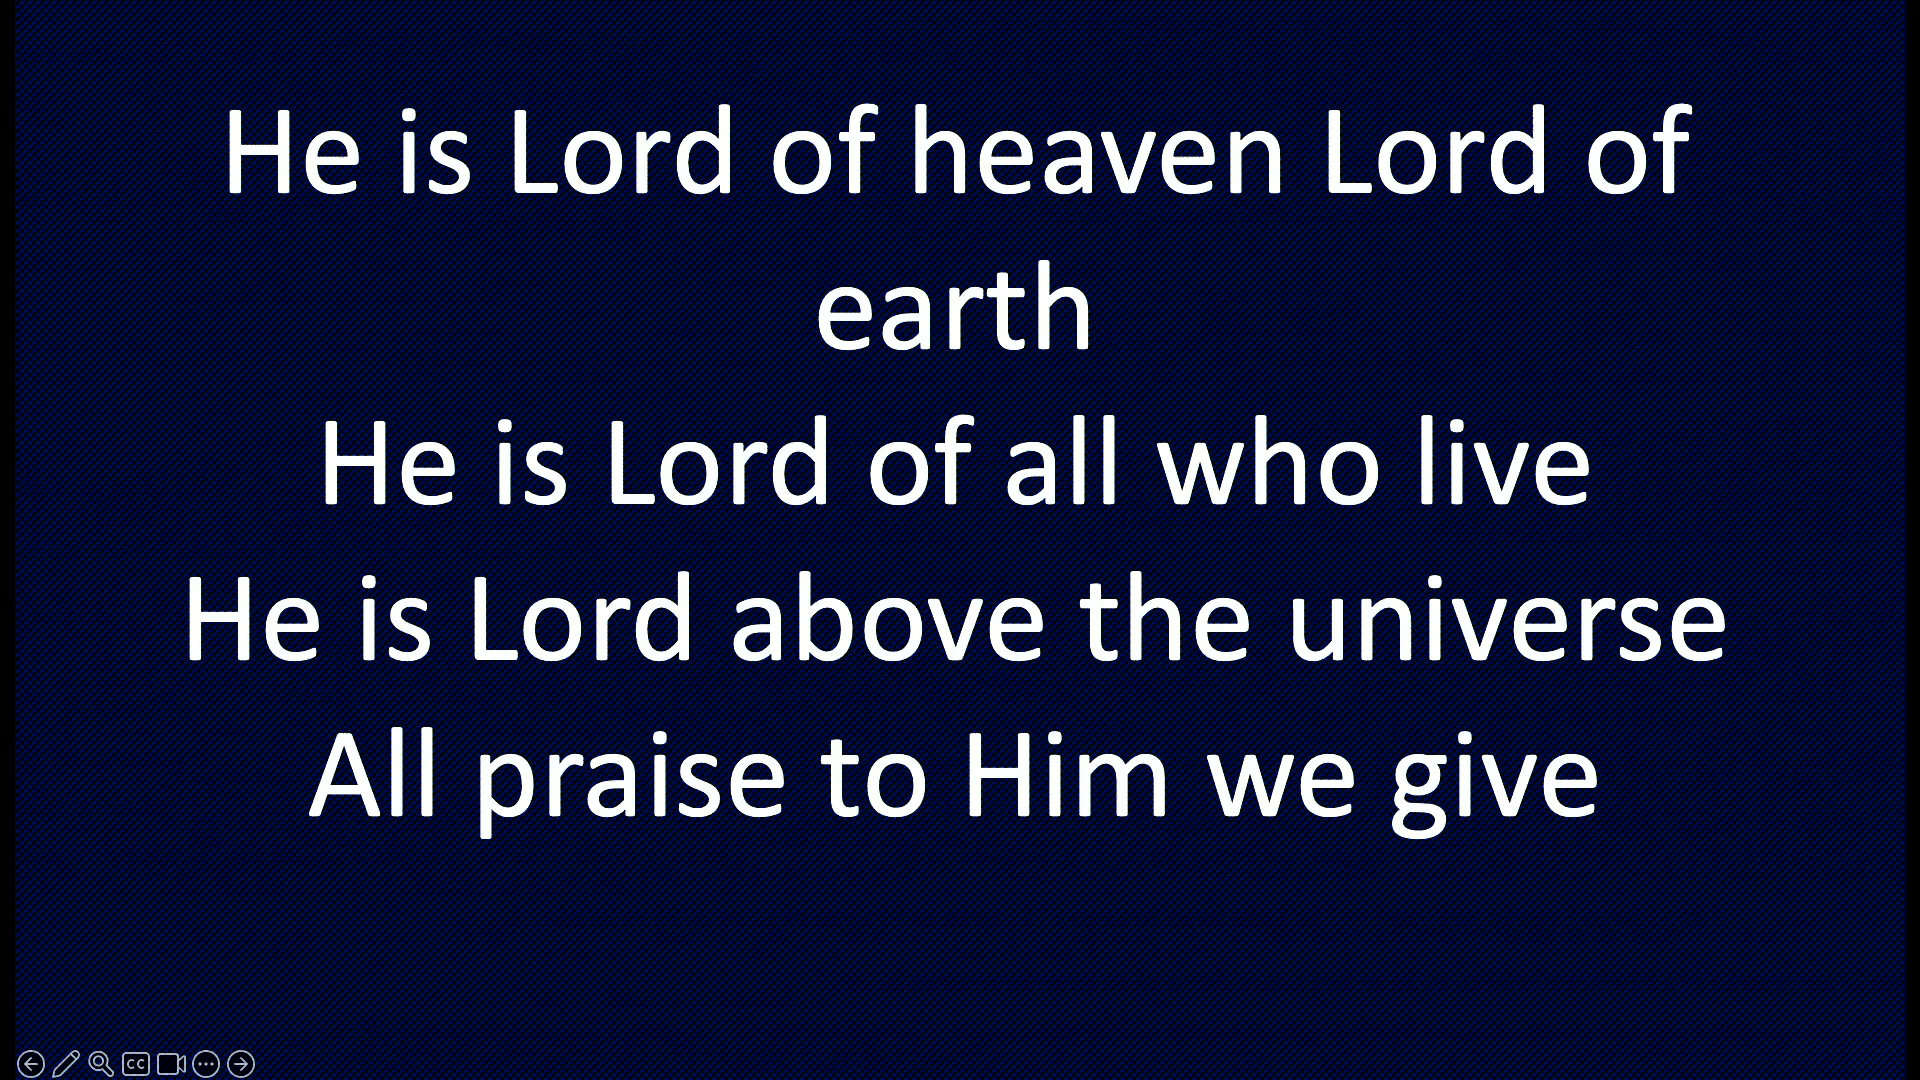 He is Lord of heaven Lord of
earth
He is Lord of all who live
He is Lord above the universe
All praise to Him we give
CC